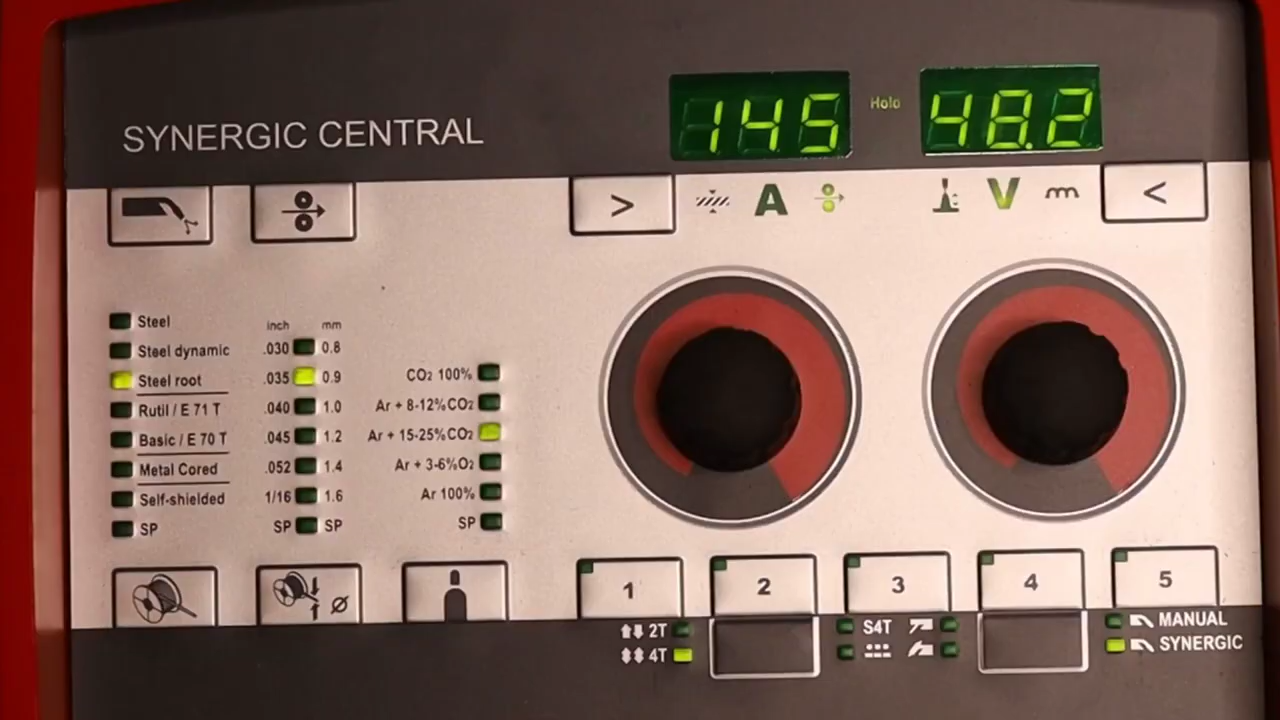 145
Hold
48.2
SYNERGIC CENTRAL
>
A
V
<
Steel
Steel dynamic
Steel root
Rutil / E 71 T
Basic / E 70 T
Metal Cored
Self-shielded
SP
inch mm
.030 0.8
.035 0.9
.040 1.0
.045 1.2
.052 1.4
1/16 1.6
SP SP
CO2 100%
Ar + 8-12%CO2
Ar + 15-25%CO2
Ar + 3-6%O2
Ar 100%
SP
Ø
1
2
3
4
5
2T
4T
S4T
MANUAL
SYNERGIC